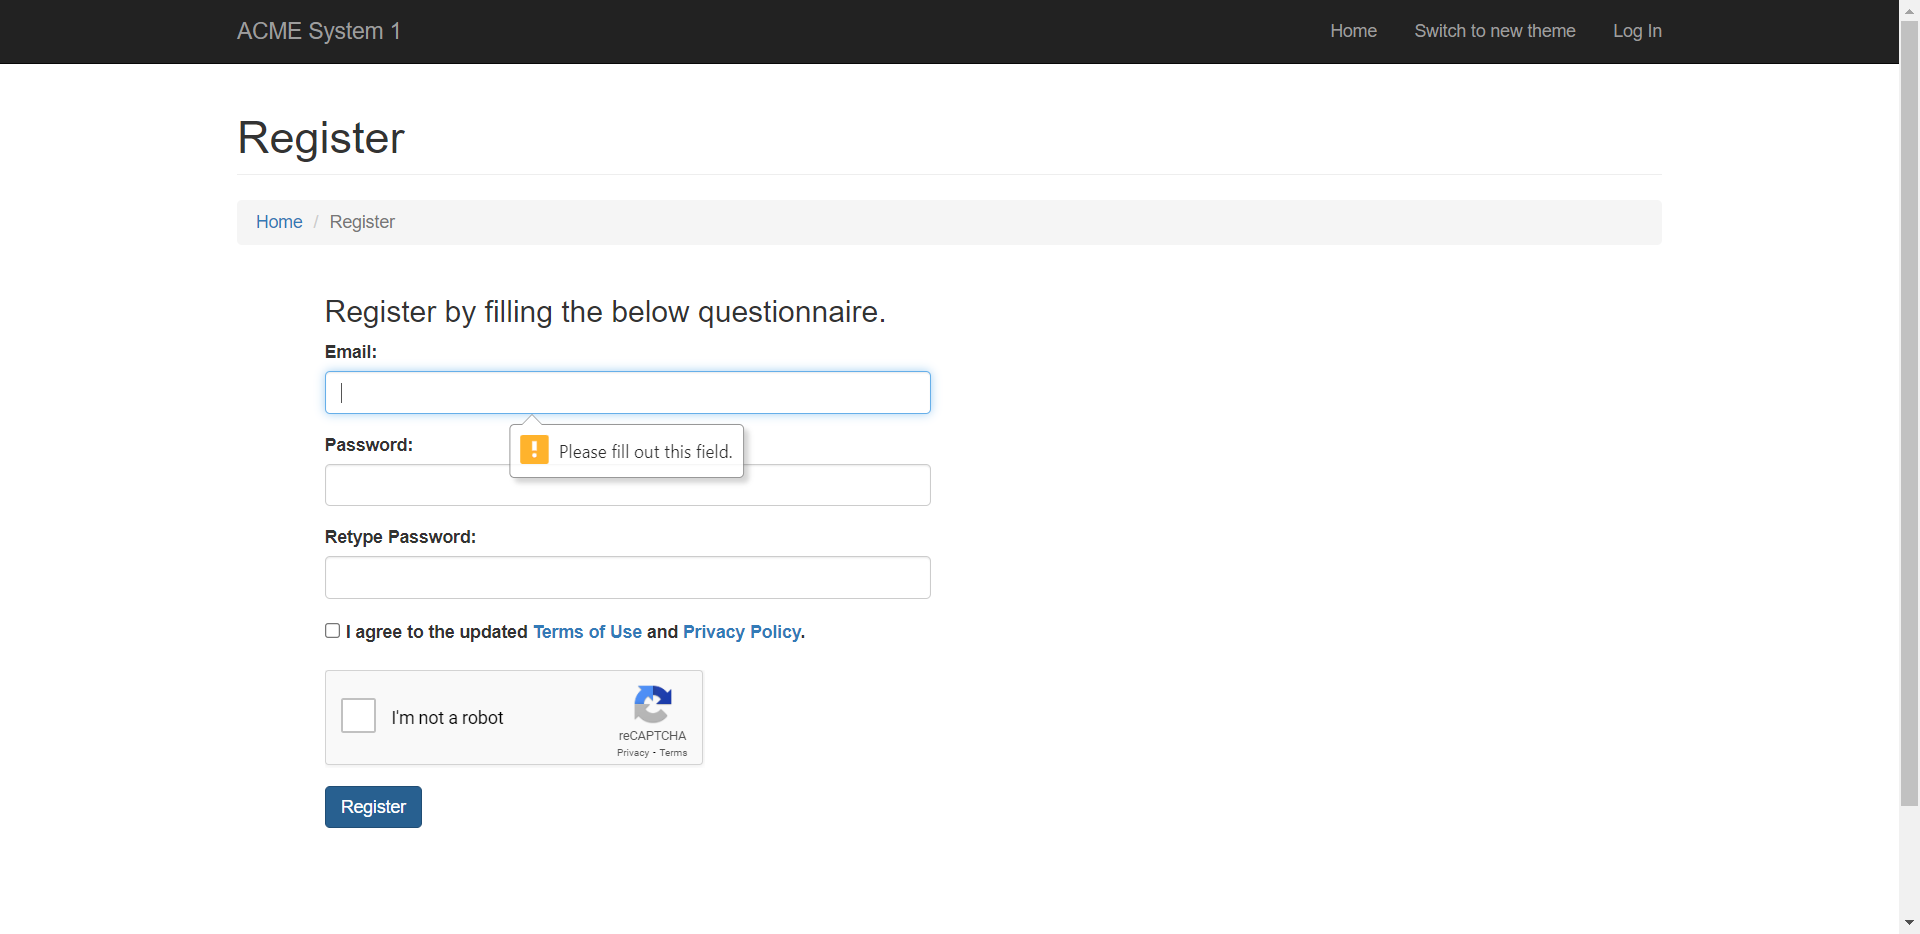 ACME System 1 Home Switch to new theme Log In
Register
Home / Register
Register by filling the below questionnaire.
Email:
Please fill out this field.
Password:
Retype Password:
I agree to the updated Terms of Use and Privacy Policy.
I'm not a robot
reCAPTCHA
Privacy - Terms
Register